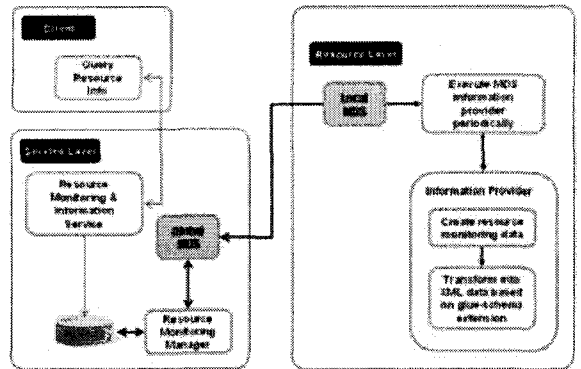 Client
Query
Resource
Info
Service Layer
Resource
Monitoring &
Information
Service
Global
MDS
Resource
Monitoring
Manager
Resource Layer
Local
MDS
Execute MDS
information
provider
periodically
Information Provider
Create resource
monitoring data
Transform into
XML data based
on glue-schema
extension